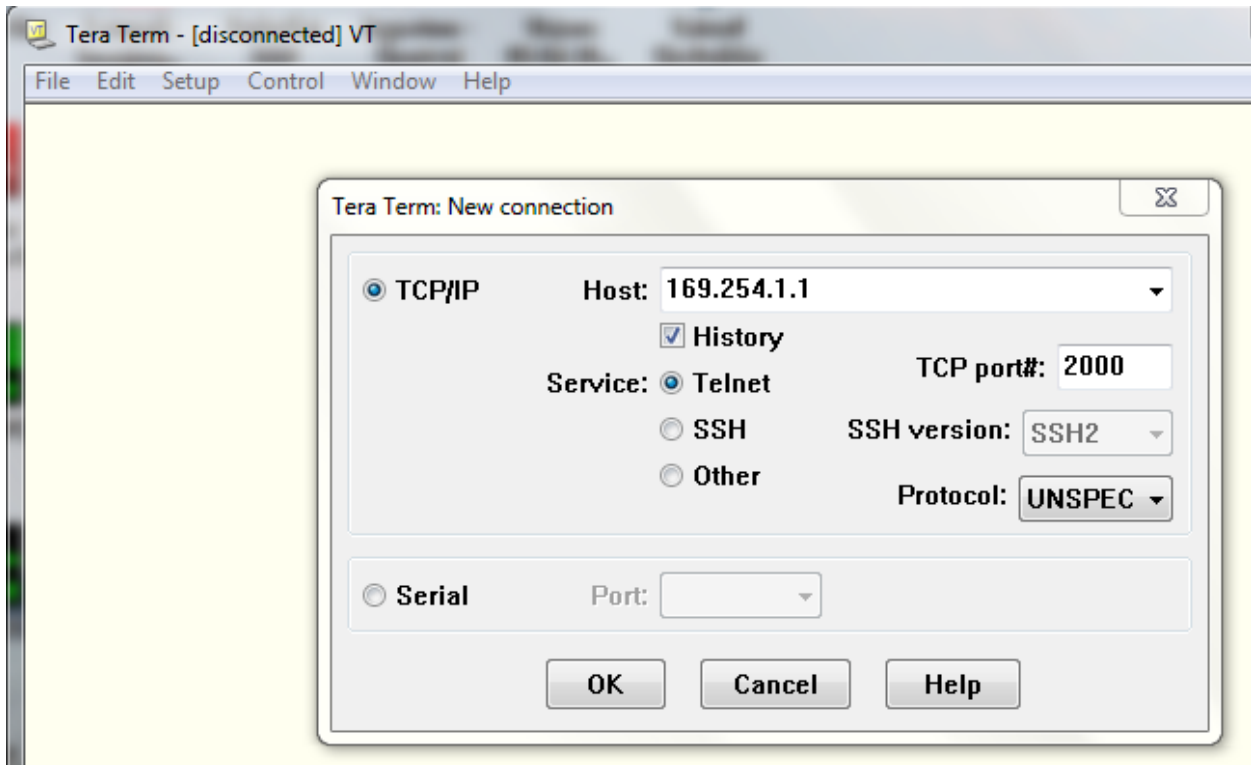 Tera Term - [disconnected] VT
File Edit Setup Control Window Help
Tera Term: New connection
TCP/IP Host: 169.254.1.1
History
Service: Telnet TCP port#: 2000
SSH SSH version: SSH2
Other Protocol: UNSPEC
Serial Port:
OK Cancel Help